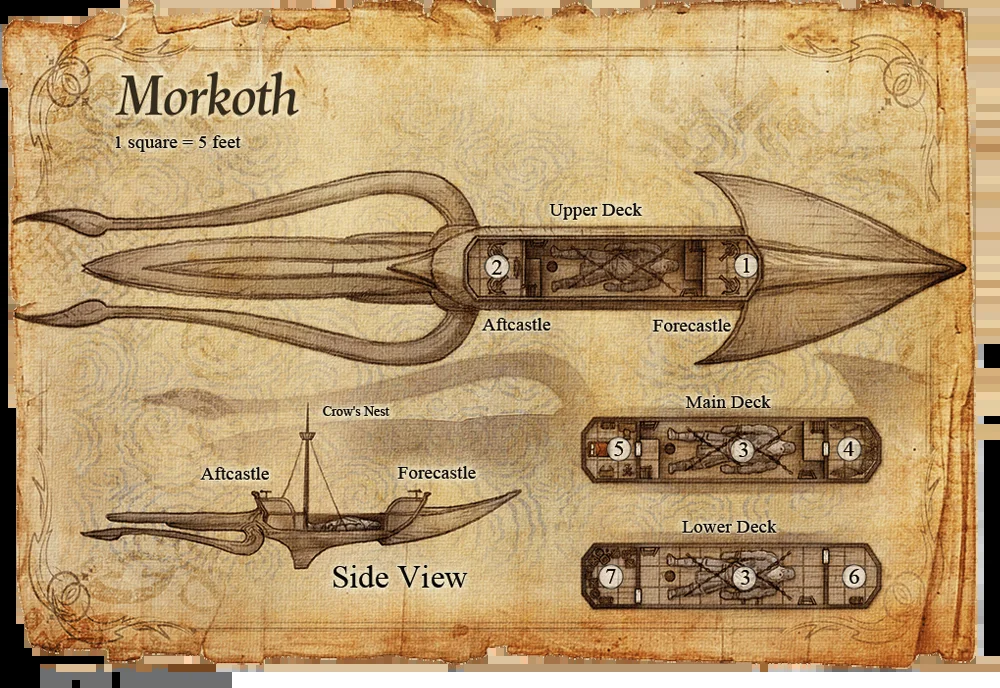 Morkoth
1 square = 5 feet
Upper Deck
2
1
Aftcastle
Forecastle
Crow's Nest
Main Deck
5
3
4
Aftcastle
Forecastle
Lower Deck
7
3
6
Side View